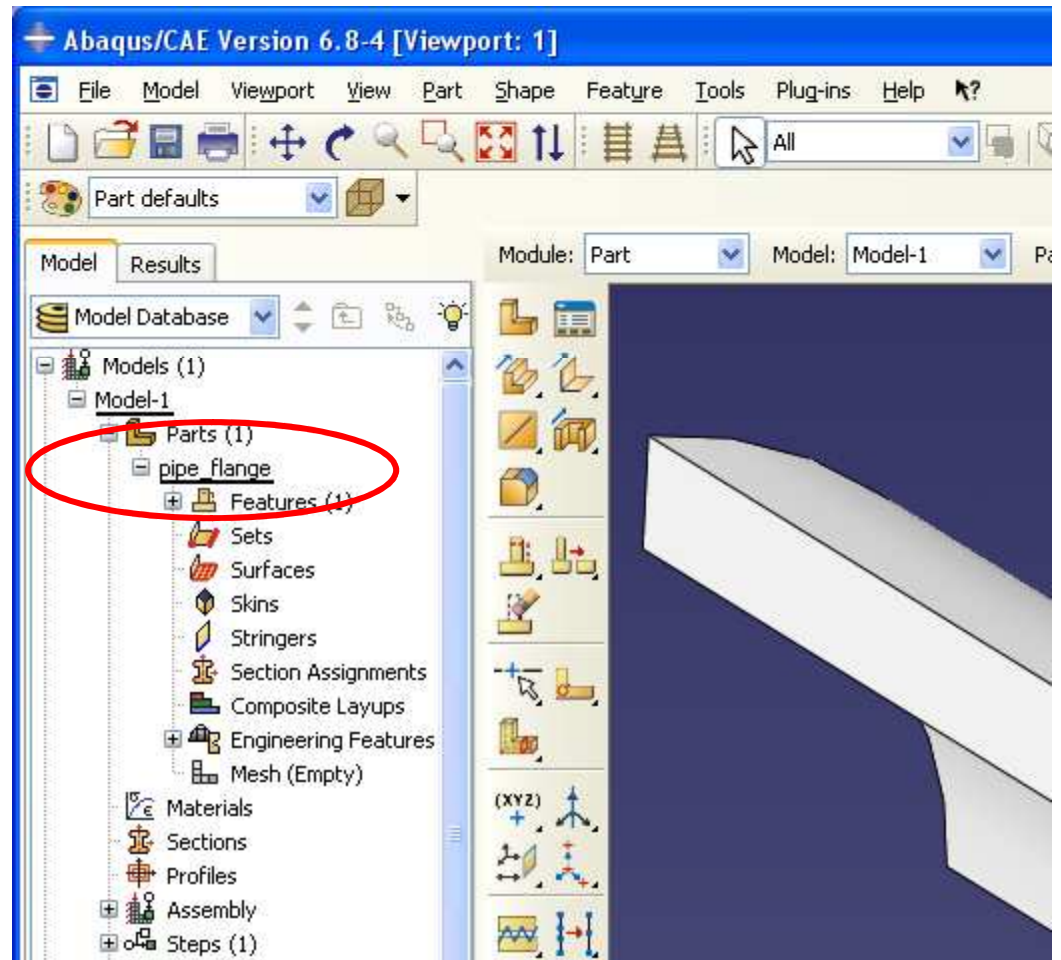 Abaqus/CAE Version 6.8-4 [Viewport: 1]
File Model Viewport View Part Shape Feature Tools Plug-ins Help ?
All
Part defaults
Model Results
Module: Part Model: Model-1 Pa
Model Database
Models (1)
Model-1
Parts (1)
pipe_flange
Features (1)
Sets
Surfaces
Skins
Stringers
Section Assignments
Composite Layups
Engineering Features
Mesh (Empty)
(XYZ)
Materials
Sections
Profiles
Assembly
Steps (1)